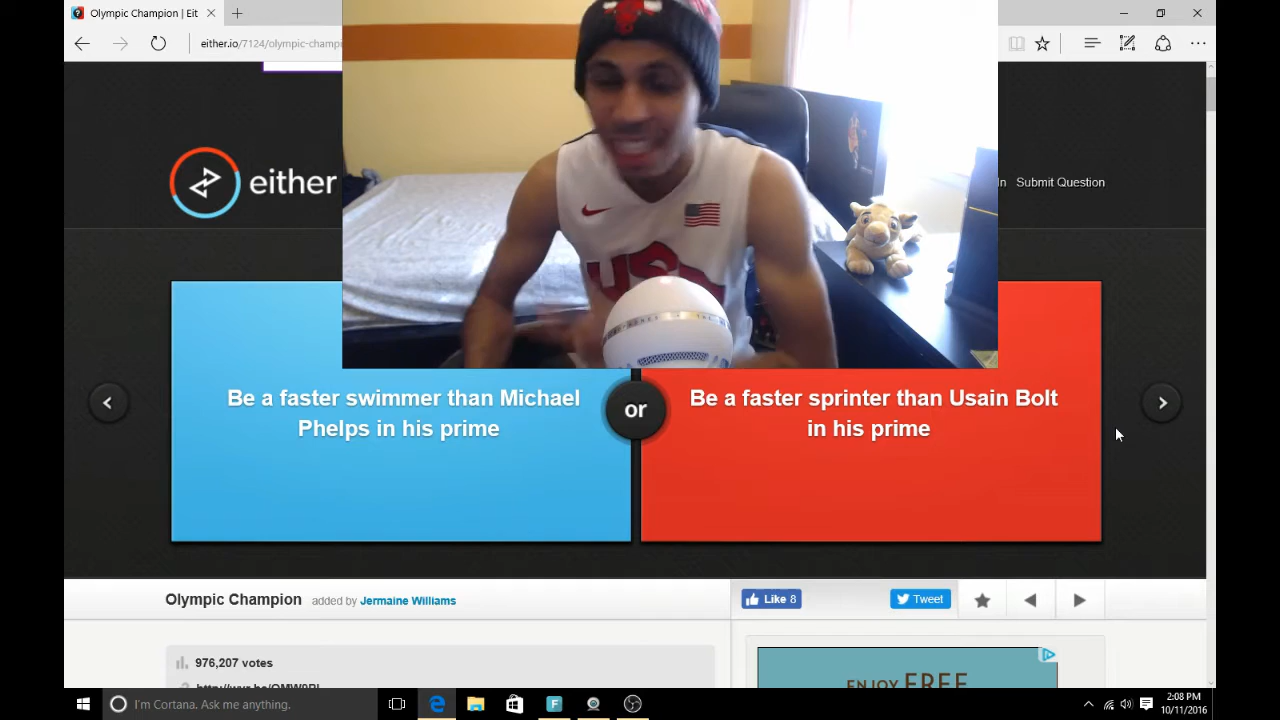 Olympic Champion | Eit
either.io/7124/olympic-champi
either
Submit Question
USA
Be a faster swimmer than Michael
Phelps in his prime
or
Be a faster sprinter than Usain Bolt
in his prime
Olympic Champion added by Jermaine Williams
Like 8
Tweet
976,207 votes
ENJOY FREE
I'm Cortana. Ask me anything.
2:08 PM
10/11/2016